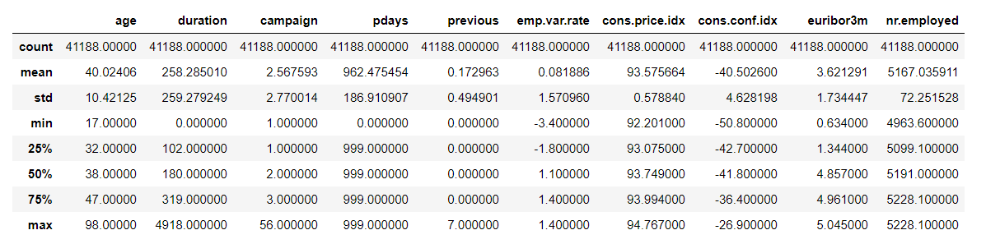 age duration campaign pdays previous emp.var.rate cons.price.idx cons.conf.idx euribor3m nr.employed
count 41188.00000 41188.000000 41188.000000 41188.000000 41188.000000 41188.000000 41188.000000 41188.000000 41188.000000 41188.000000
mean 40.02406 258.285010 2.567593 962.475454 0.172963 0.081886 93.575664 -40.502600 3.621291 5167.035911
std 10.42125 259.279249 2.770014 186.910907 0.494901 1.570960 0.578840 4.628198 1.734447 72.251528
min 17.00000 0.000000 1.000000 0.000000 0.000000 -3.400000 92.201000 -50.800000 0.634000 4963.600000
25% 32.00000 102.000000 1.000000 999.000000 0.000000 -1.800000 93.075000 -42.700000 1.344000 5099.100000
50% 38.00000 180.000000 2.000000 999.000000 0.000000 1.100000 93.749000 -41.800000 4.857000 5191.000000
75% 47.00000 319.000000 3.000000 999.000000 0.000000 1.400000 93.994000 -36.400000 4.961000 5228.100000
max 98.00000 4918.000000 56.000000 999.000000 7.000000 1.400000 94.767000 -26.900000 5.045000 5228.100000